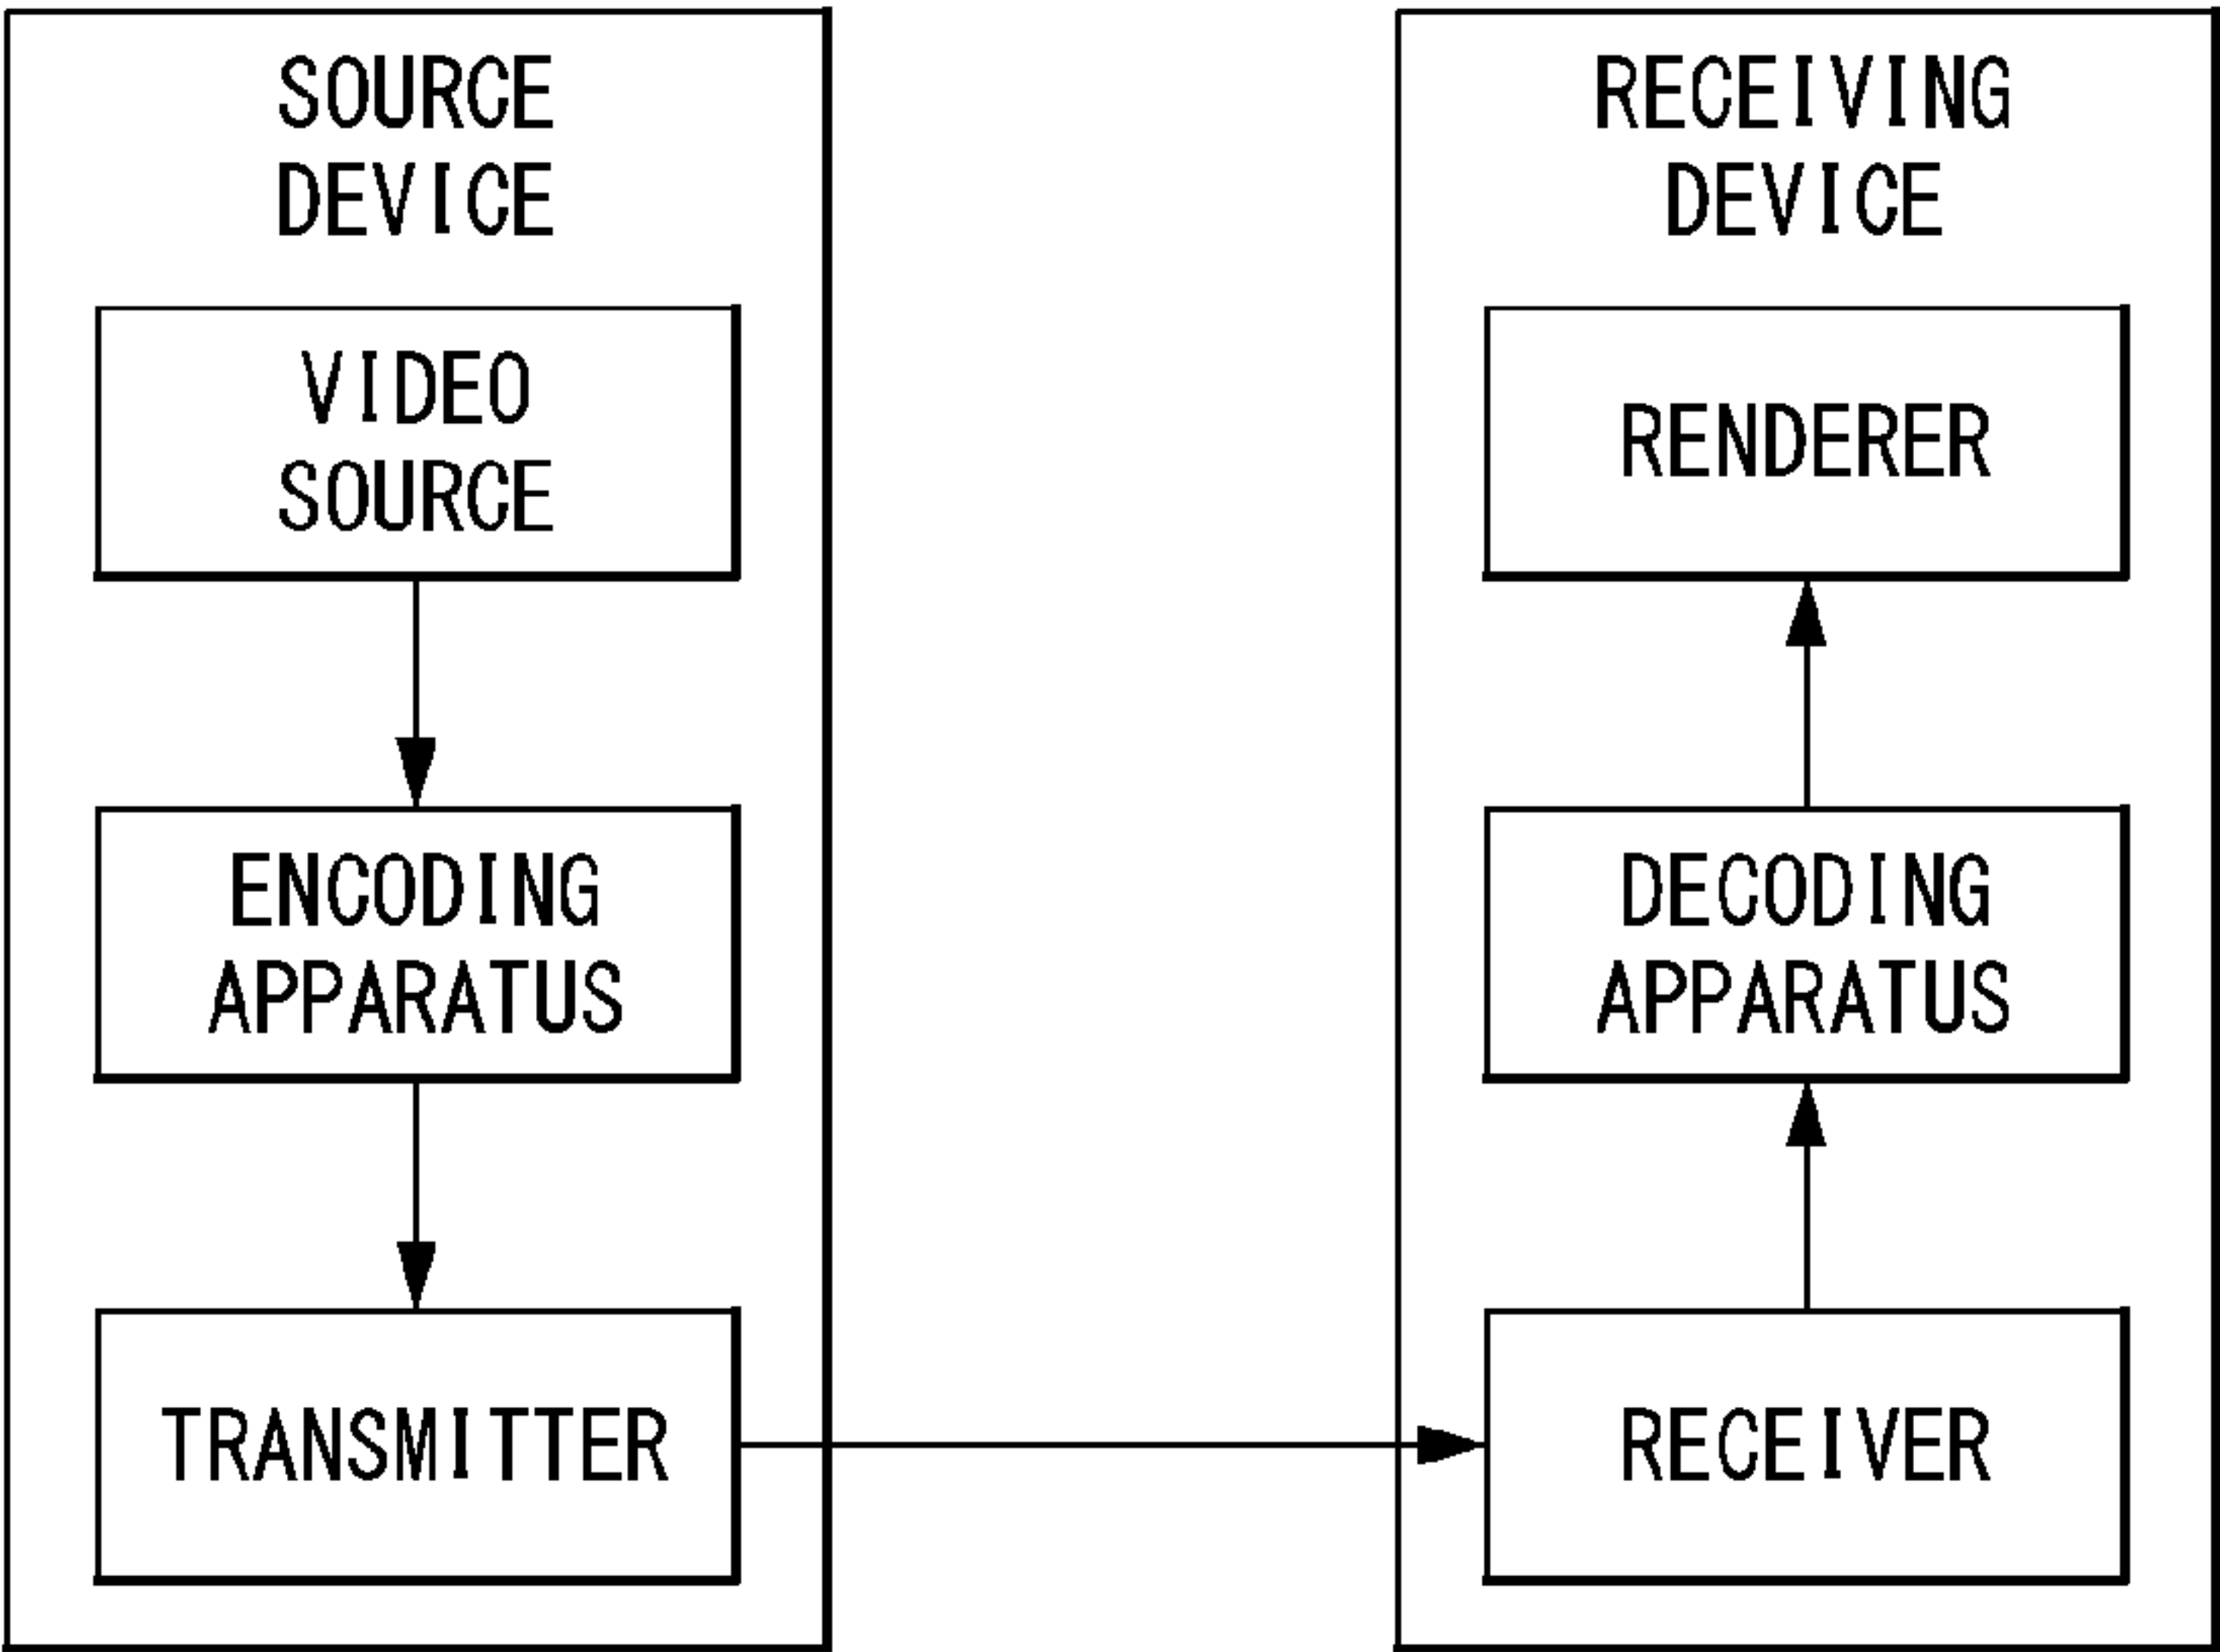 SOURCE
DEVICE
VIDEO
SOURCE
ENCODING
APPARATUS
TRANSMITTER
RECEIVING
DEVICE
RENDERER
DECODING
APPARATUS
RECEIVER